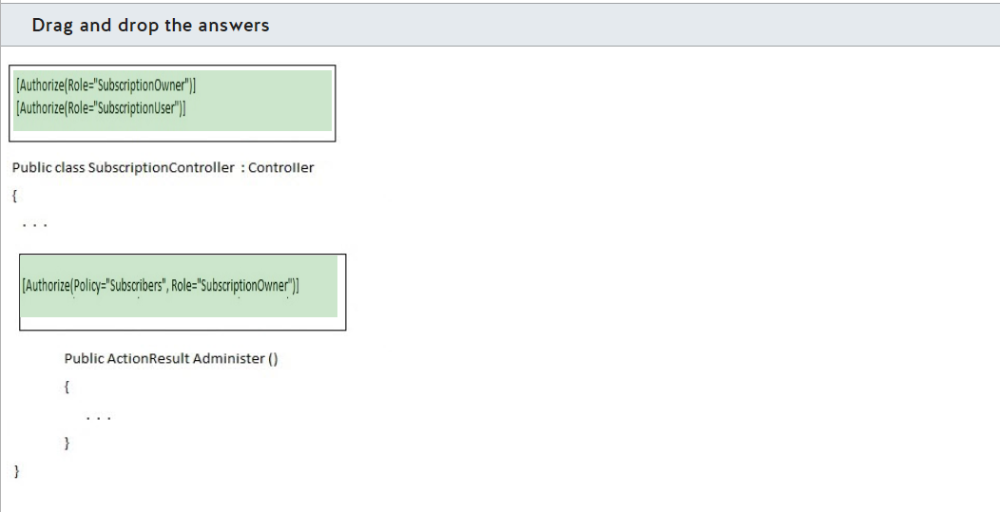 Drag and drop the answers
[Authorize(Role="SubscriptionOwner")]
[Authorize(Role="SubscriptionUser")]
Public class SubscriptionController : Controller
{
. . .
[Authorize(Policy="Subscribers", Role="SubscriptionOwner")]
Public ActionResult Administer ()
{
. . .
}
}